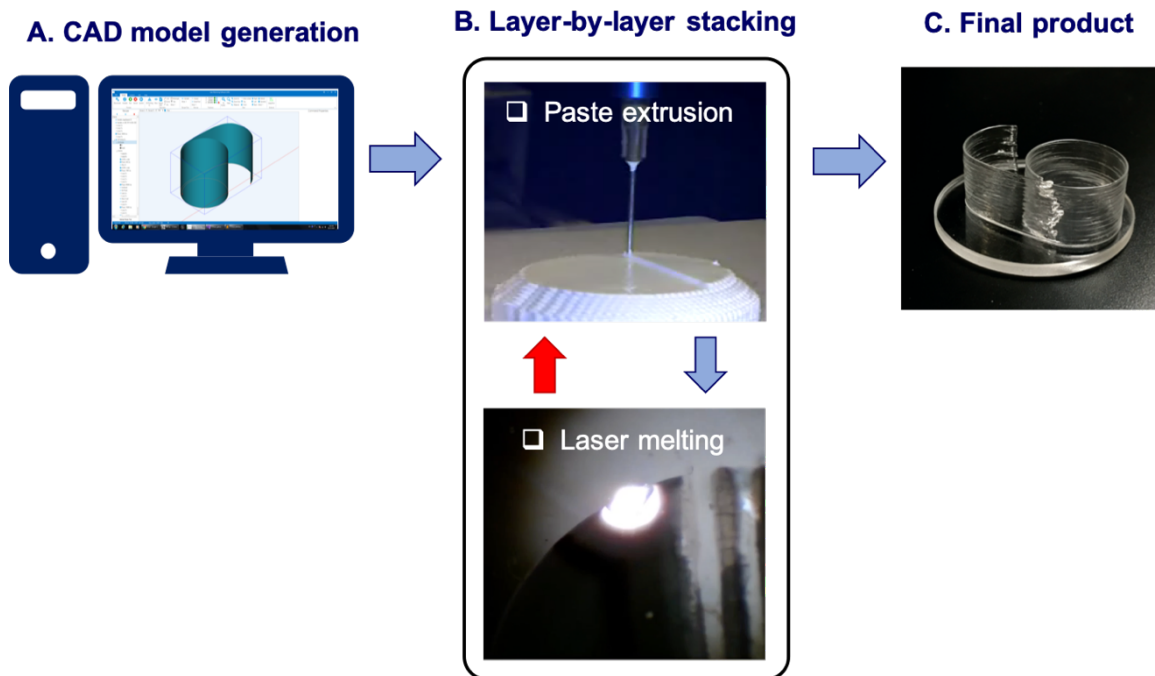 A. CAD model generation
B. Layer-by-layer stacking
C. Final product
❑ Paste extrusion
❑ Laser melting